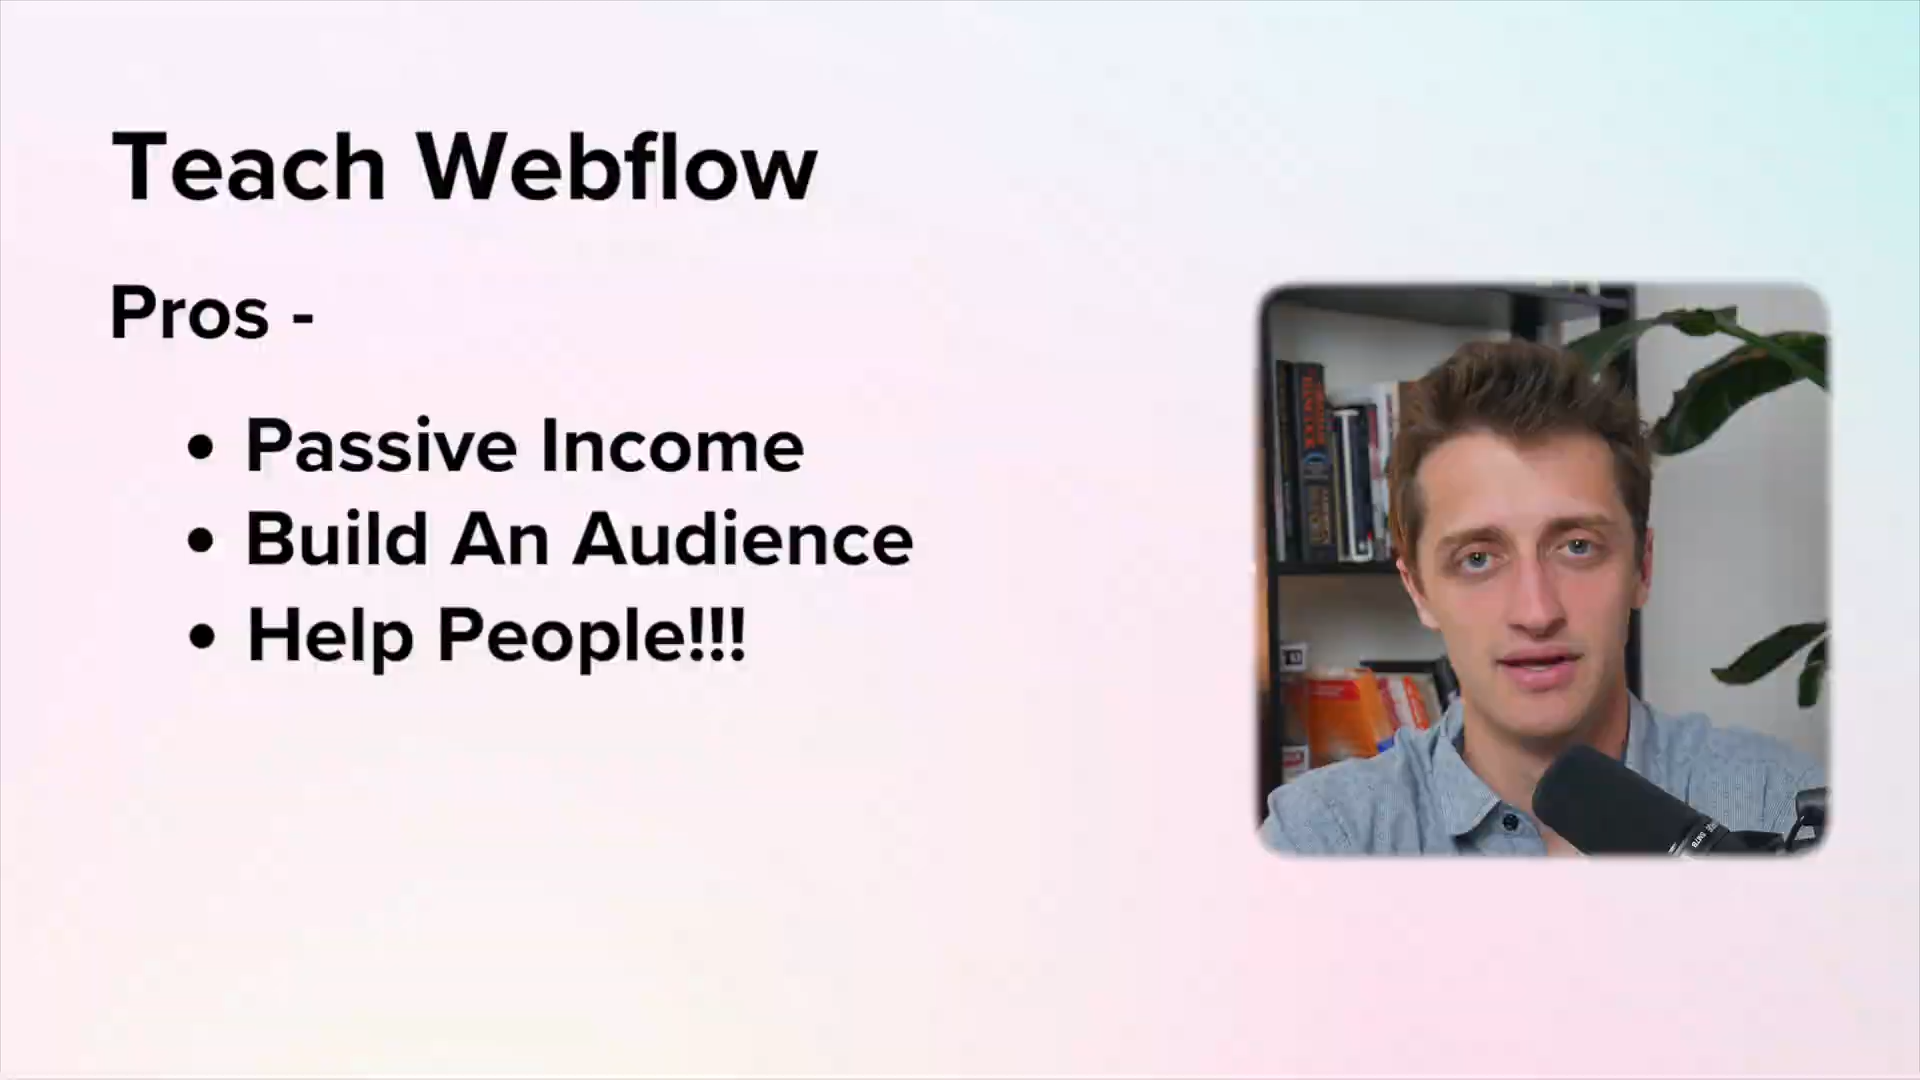 Teach Webflow
Pros -
• Passive Income
• Build An Audience
• Help People!!!